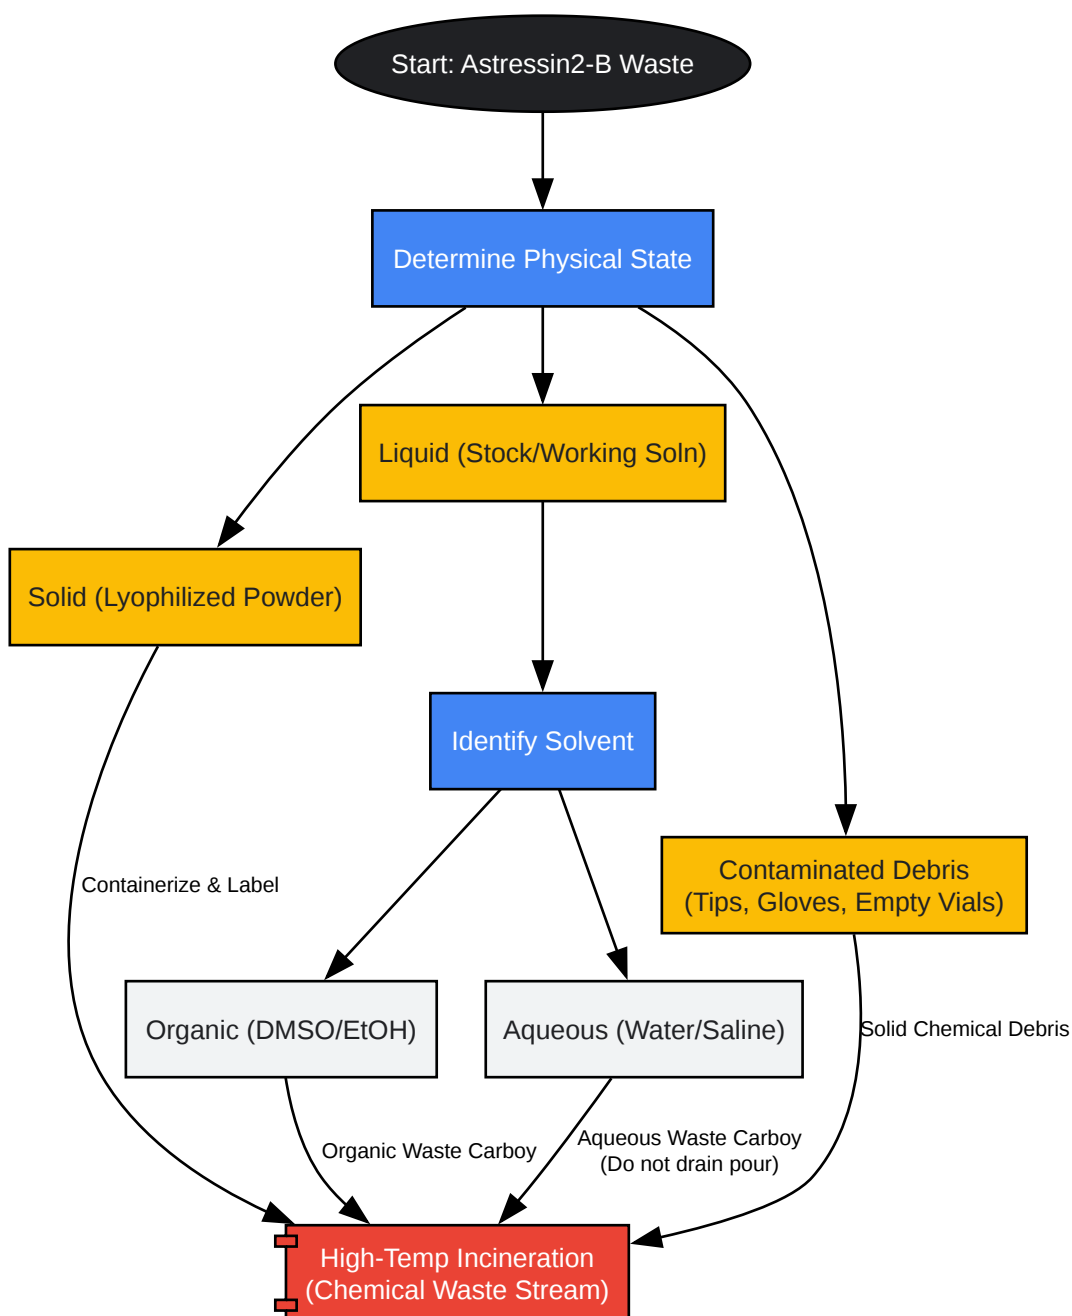 Start: Astressin2-B Waste
Determine Physical State
Liquid (Stock/Working Soln)
Solid (Lyophilized Powder)
Identify Solvent
Contaminated Debris
(Tips, Gloves, Empty Vials)
Containerize & Label
Organic (DMSO/EtOH)
Aqueous (Water/Saline)
Solid Chemical Debris
Organic Waste Carboy
Aqueous Waste Carboy
(Do not drain pour)
High-Temp Incineration
(Chemical Waste Stream)